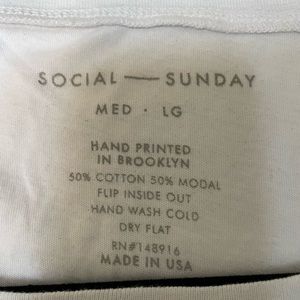 SOCIAL — SUNDAY
MED · LG
HAND PRINTED
IN BROOKLYN
50% COTTON 50% MODAL
FLIP INSIDE OUT
HAND WASH COLD
DRY FLAT
RN#148916
MADE IN USA